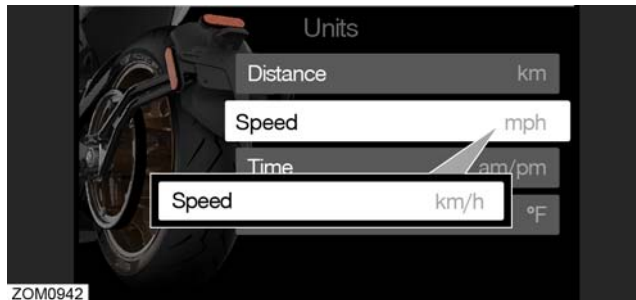 Units
Distance km
Speed mph
Time am/pm
Speed km/h
°F
ZOM0942